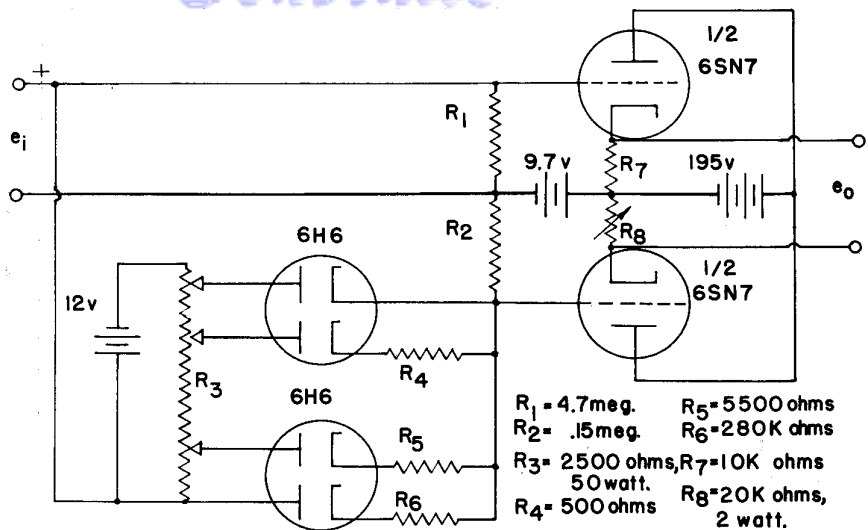 1/2
6SN7
+
R1
ei
9.7v
R7
195v
eo
R2
R8
6H6
1/2
6SN7
12v
R4
R3
6H6
R5
R6
R1 = 4.7meg. R5 = 5500 ohms
R2 = .15meg. R6 = 280K ohms
R3 = 2500 ohms, R7 = 10K ohms
50 watt. R8 = 20K ohms,
R4 = 500 ohms 2 watt.